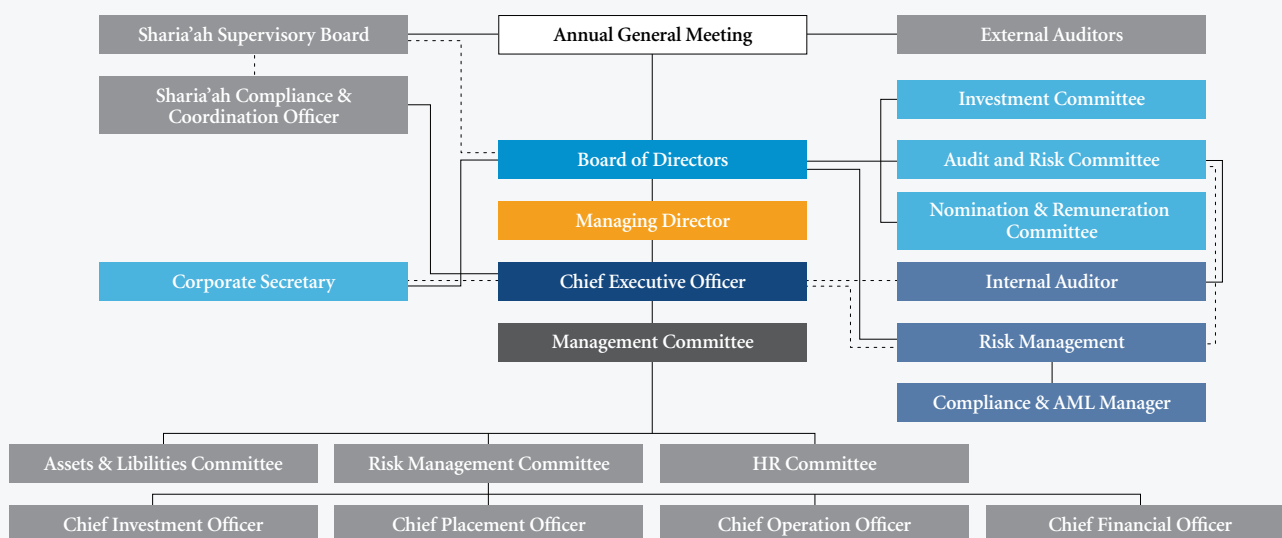 Sharia’ah Supervisory Board
Annual General Meeting
External Auditors
Sharia’ah Compliance &
Coordination Officer
Investment Committee
Board of Directors
Audit and Risk Committee
Managing Director
Nomination & Remuneration
Committee
Corporate Secretary
Chief Executive Officer
Internal Auditor
Management Committee
Risk Management
Compliance & AML Manager
Assets & Libilities Committee
Risk Management Committee
HR Committee
Chief Investment Officer
Chief Placement Officer
Chief Operation Officer
Chief Financial Officer